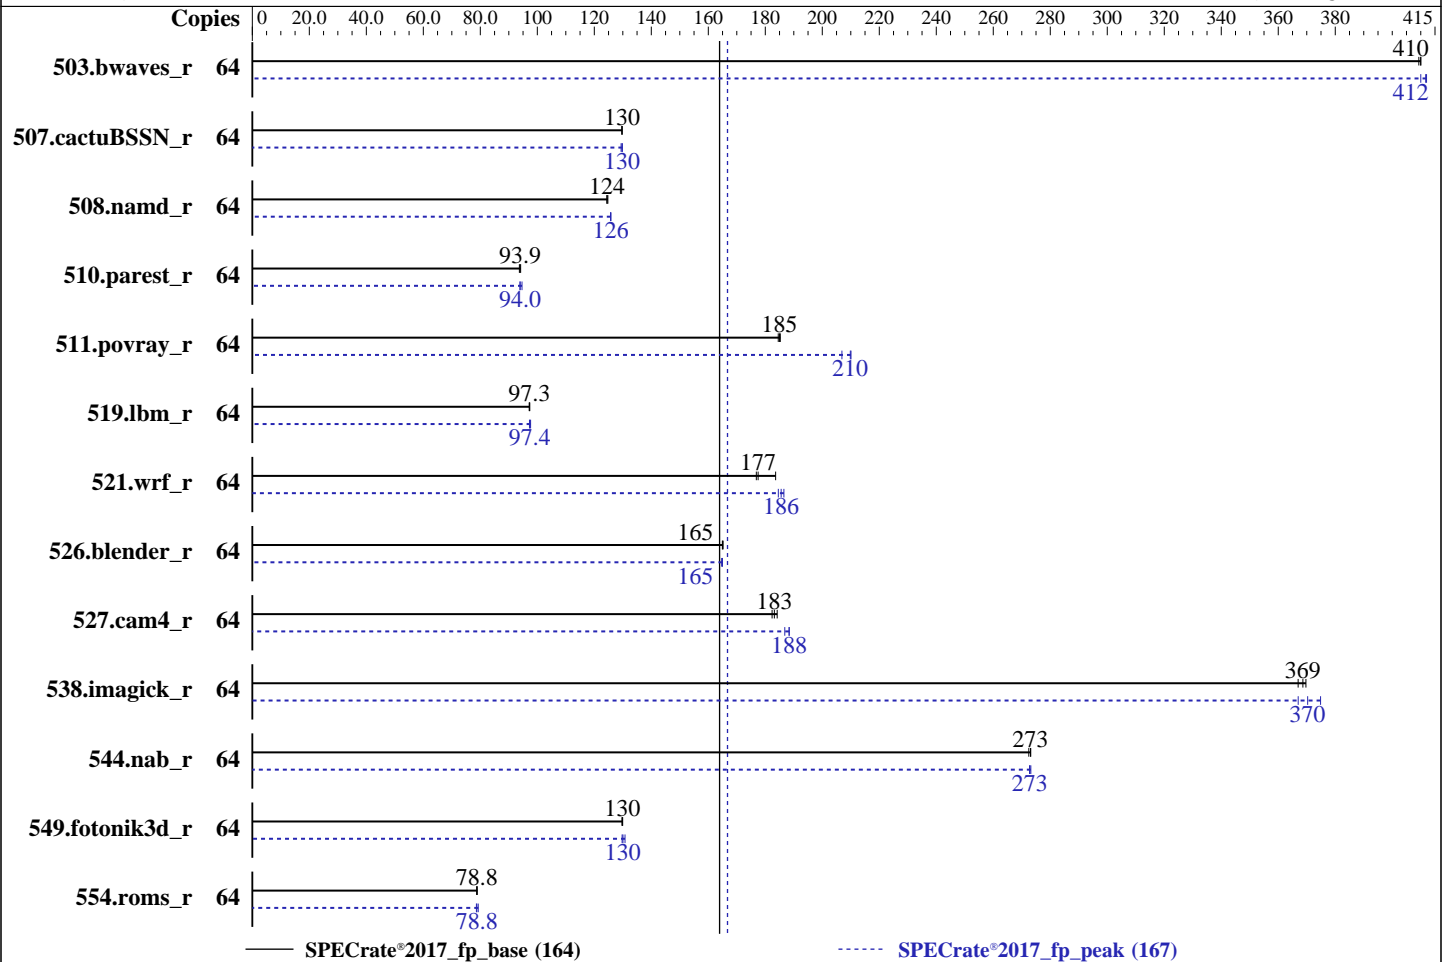 Copies 0 20.0 40.0 60.0 80.0 100 120 140 160 180 200 220 240 260 280 300 320 340 360 380 415
503.bwaves_r 64 410
412
507.cactuBSSN_r 64 130
130
508.namd_r 64 124
126
510.parest_r 64 93.9
94.0
511.povray_r 64 185
210
519.lbm_r 64 97.3
97.4
521.wrf_r 64 177
186
526.blender_r 64 165
165
527.cam4_r 64 183
188
538.imagick_r 64 369
370
544.nab_r 64 273
273
549.fotonik3d_r 64 130
130
554.roms_r 64 78.8
78.8
SPECrate®2017_fp_base (164) SPECrate®2017_fp_peak (167)